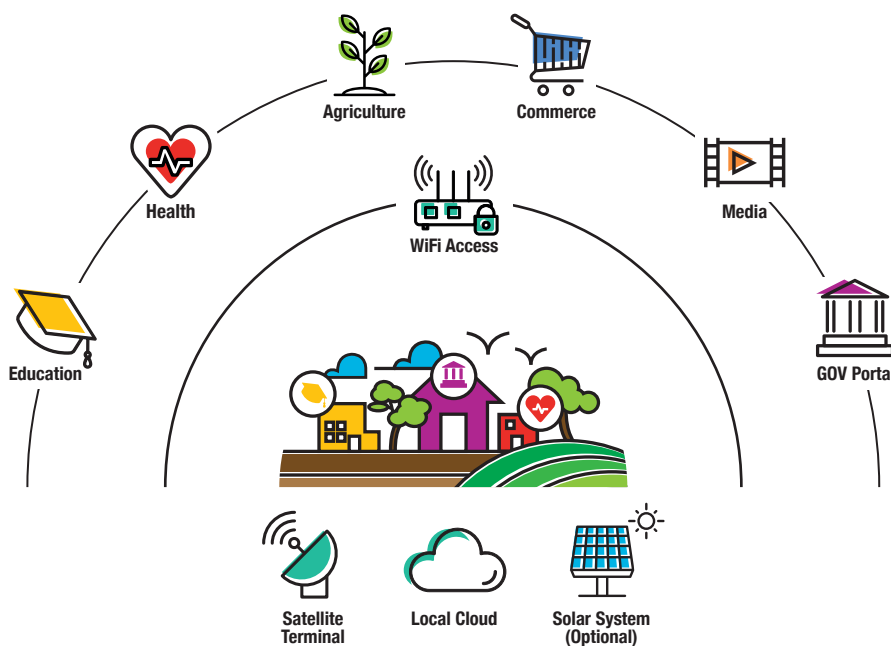 Agriculture
Commerce
Health
Media
WiFi Access
Education
GOV Porta
Satellite
Terminal
Local Cloud
Solar System
(Optional)